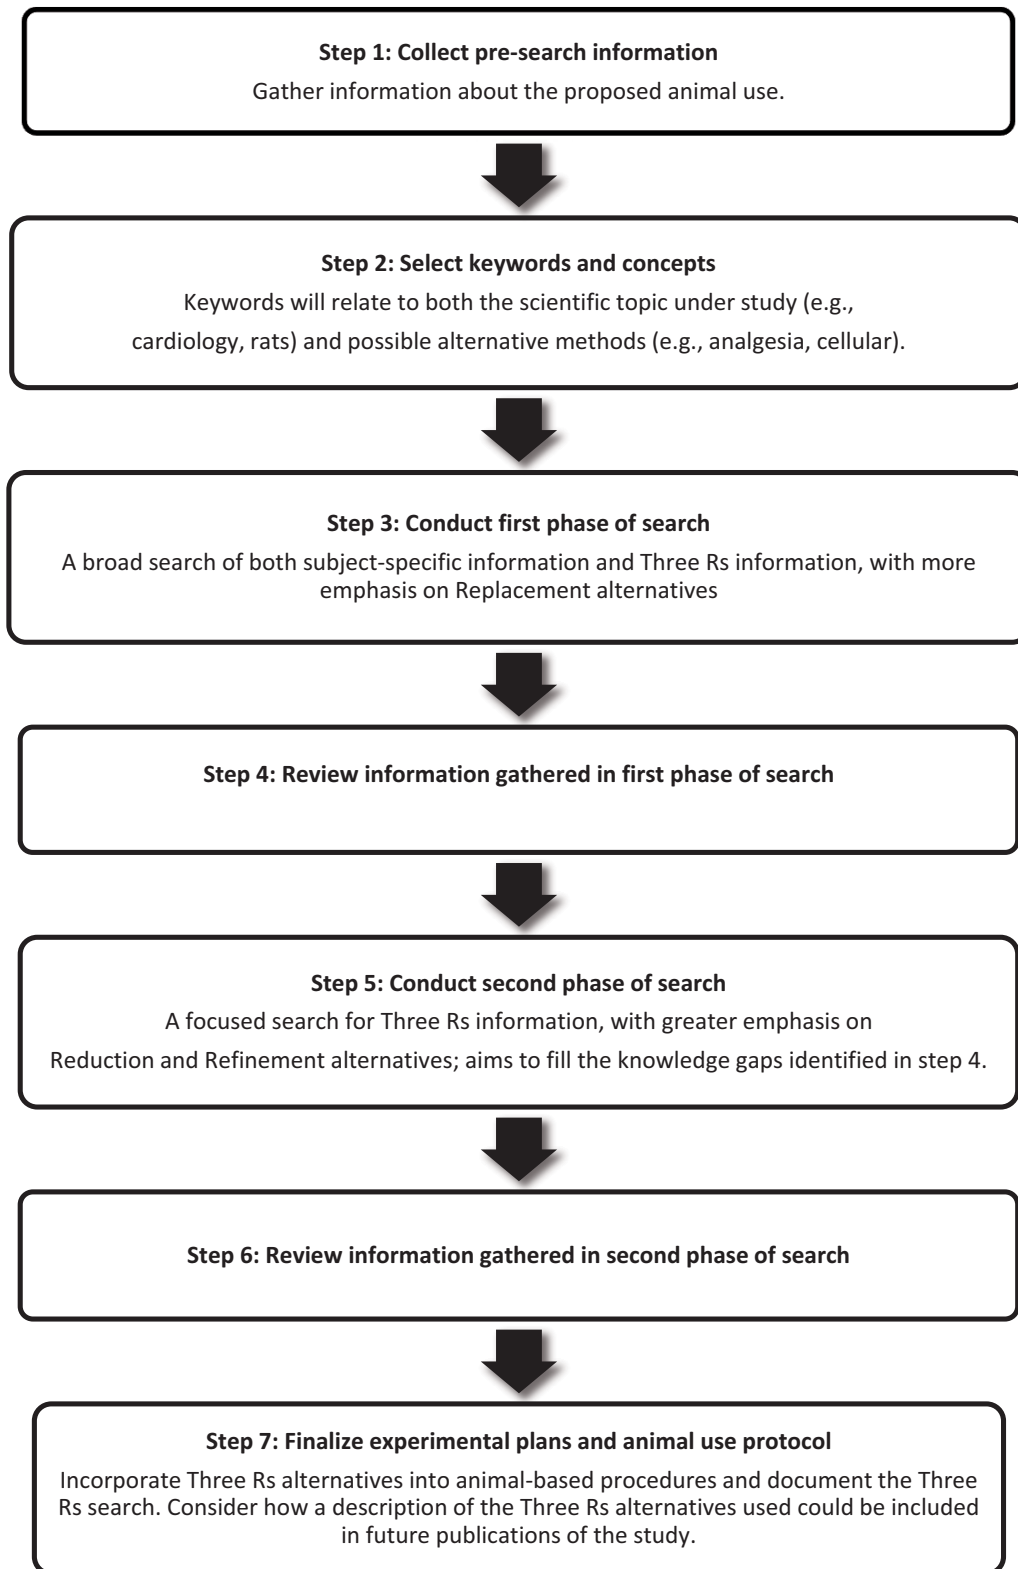 Step 1: Collect pre-search information
Gather information about the proposed animal use.
Step 2: Select keywords and concepts
Keywords will relate to both the scientific topic under study (e.g.,
cardiology, rats) and possible alternative methods (e.g., analgesia, cellular).
Step 3: Conduct first phase of search
A broad search of both subject-specific information and Three Rs information, with more
emphasis on Replacement alternatives
Step 4: Review information gathered in first phase of search
Step 5: Conduct second phase of search
A focused search for Three Rs information, with greater emphasis on
Reduction and Refinement alternatives; aims to fill the knowledge gaps identified in step 4.
Step 6: Review information gathered in second phase of search
Step 7: Finalize experimental plans and animal use protocol
Incorporate Three Rs alternatives into animal-based procedures and document the Three
Rs search. Consider how a description of the Three Rs alternatives used could be included
in future publications of the study.